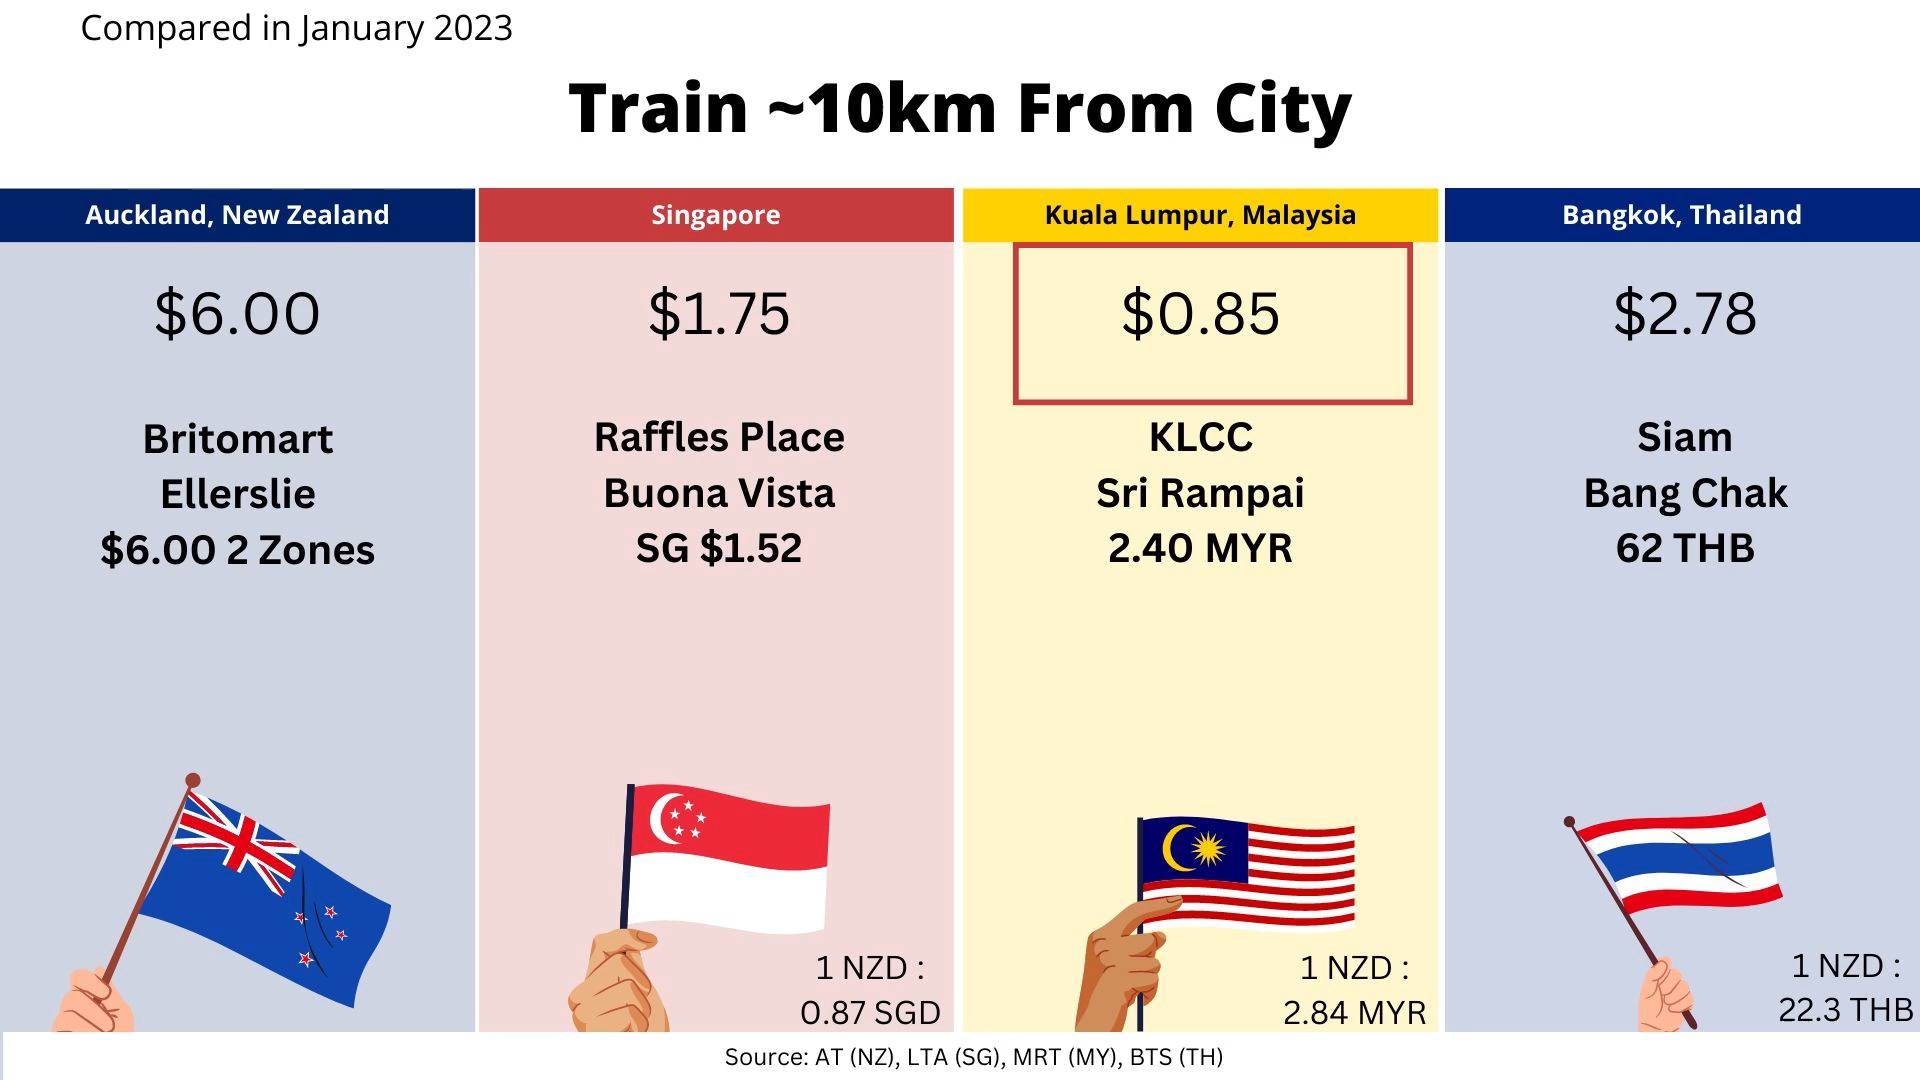 Compared in January 2023
Train ~10km From City
Auckland, New Zealand
$6.00
Britomart
Ellerslie
$6.00 2 Zones
Singapore
$1.75
Raffles Place
Buona Vista
SG $1.52
1 NZD :
0.87 SGD
Kuala Lumpur, Malaysia
$0.85
KLCC
Sri Rampai
2.40 MYR
1 NZD :
2.84 MYR
Bangkok, Thailand
$2.78
Siam
Bang Chak
62 THB
1 NZD :
22.3 THB
Source: AT (NZ), LTA (SG), MRT (MY), BTS (TH)